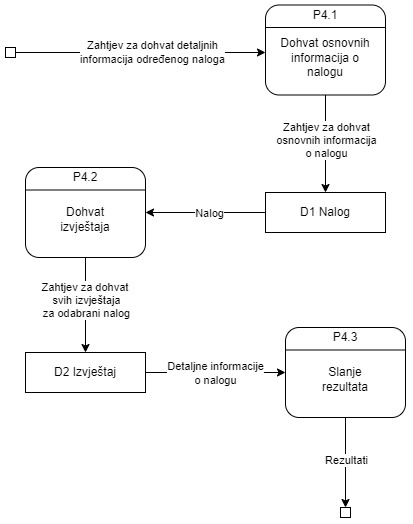 P4.1
Zahtjev za dohvat detaljnih
informacija određenog naloga
Dohvat osnovnih
informacija o
nalogu
Zahtjev za dohvat
osnovnih informacija
o nalogu
P4.2
Dohvat
izvještaja
Nalog
D1 Nalog
Zahtjev za dohvat
svih izvještaja
za odabrani nalog
P4.3
D2 Izvještaj
Detaljne informacije
o nalogu
Slanje
rezultata
Rezultati